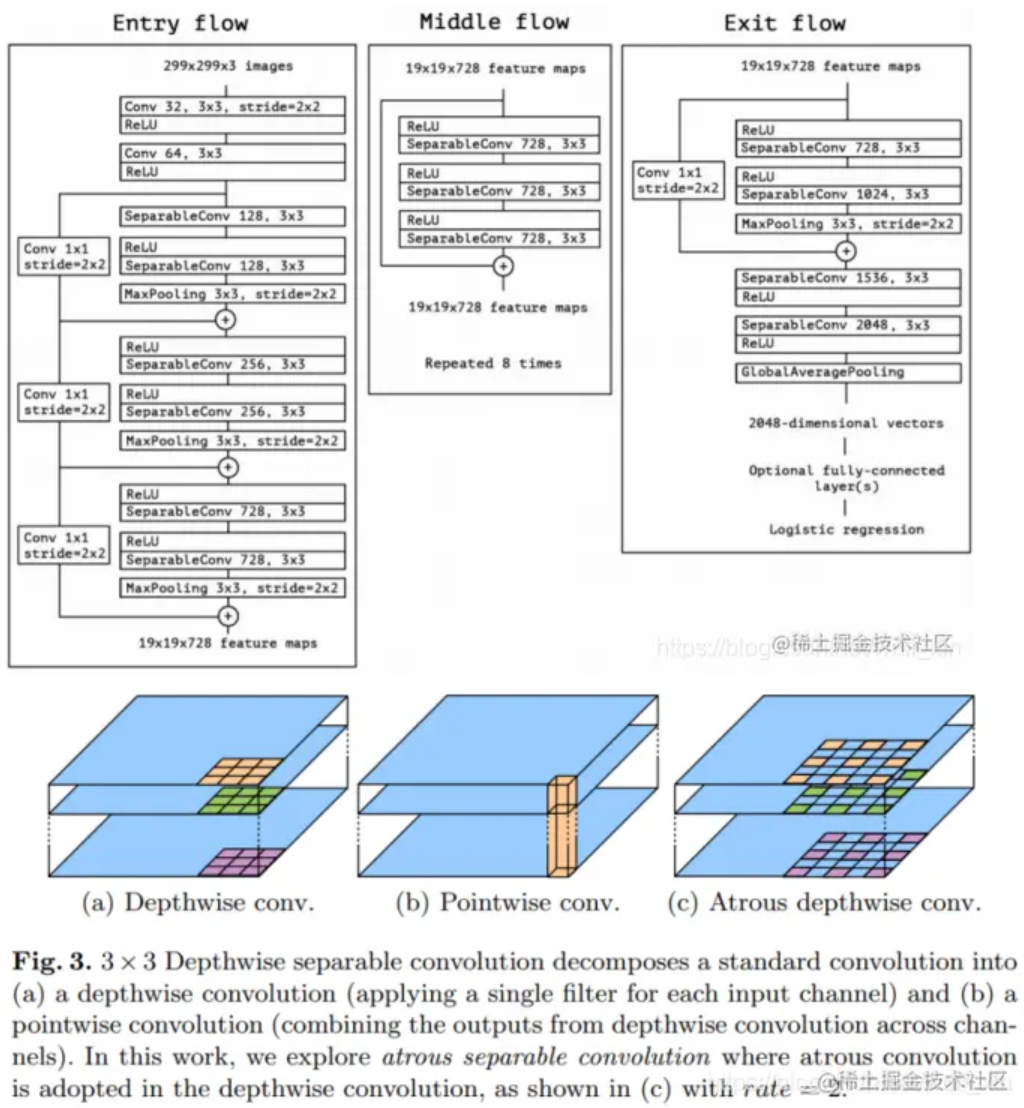 Entry flow
299x299x3 images
Conv 32, 3x3, stride=2x2
ReLU
Conv 64, 3x3
ReLU
SeparableConv 128, 3x3
Conv 1x1
stride=2x2
ReLU
SeparableConv 128, 3x3
MaxPooling 3x3, stride=2x2
+
ReLU
SeparableConv 256, 3x3
Conv 1x1
stride=2x2
ReLU
SeparableConv 256, 3x3
MaxPooling 3x3, stride=2x2
+
ReLU
SeparableConv 728, 3x3
Conv 1x1
stride=2x2
ReLU
SeparableConv 728, 3x3
MaxPooling 3x3, stride=2x2
+
19x19x728 feature maps
Middle flow
19x19x728 feature maps
ReLU
SeparableConv 728, 3x3
ReLU
SeparableConv 728, 3x3
ReLU
SeparableConv 728, 3x3
+
19x19x728 feature maps
Repeated 8 times
Exit flow
19x19x728 feature maps
ReLU
SeparableConv 728, 3x3
Conv 1x1
stride=2x2
ReLU
SeparableConv 1024, 3x3
MaxPooling 3x3, stride=2x2
+
SeparableConv 1536, 3x3
ReLU
SeparableConv 2048, 3x3
ReLU
GlobalAveragePooling
2048-dimensional vectors
Optional fully-connected
layer(s)
Logistic regression
@稀土掘金技术社区
(a) Depthwise conv.
(b) Pointwise conv.
(c) Atrous depthwise conv.
Fig. 3. 3 × 3 Depthwise separable convolution decomposes a standard convolution into
(a) a depthwise convolution (applying a single filter for each input channel) and (b) a
pointwise convolution (combining the outputs from depthwise convolution across chan-
nels). In this work, we explore atrous separable convolution where atrous convolution
is adopted in the depthwise convolution, as shown in (c) with rate = 2.
@稀土掘金技术社区